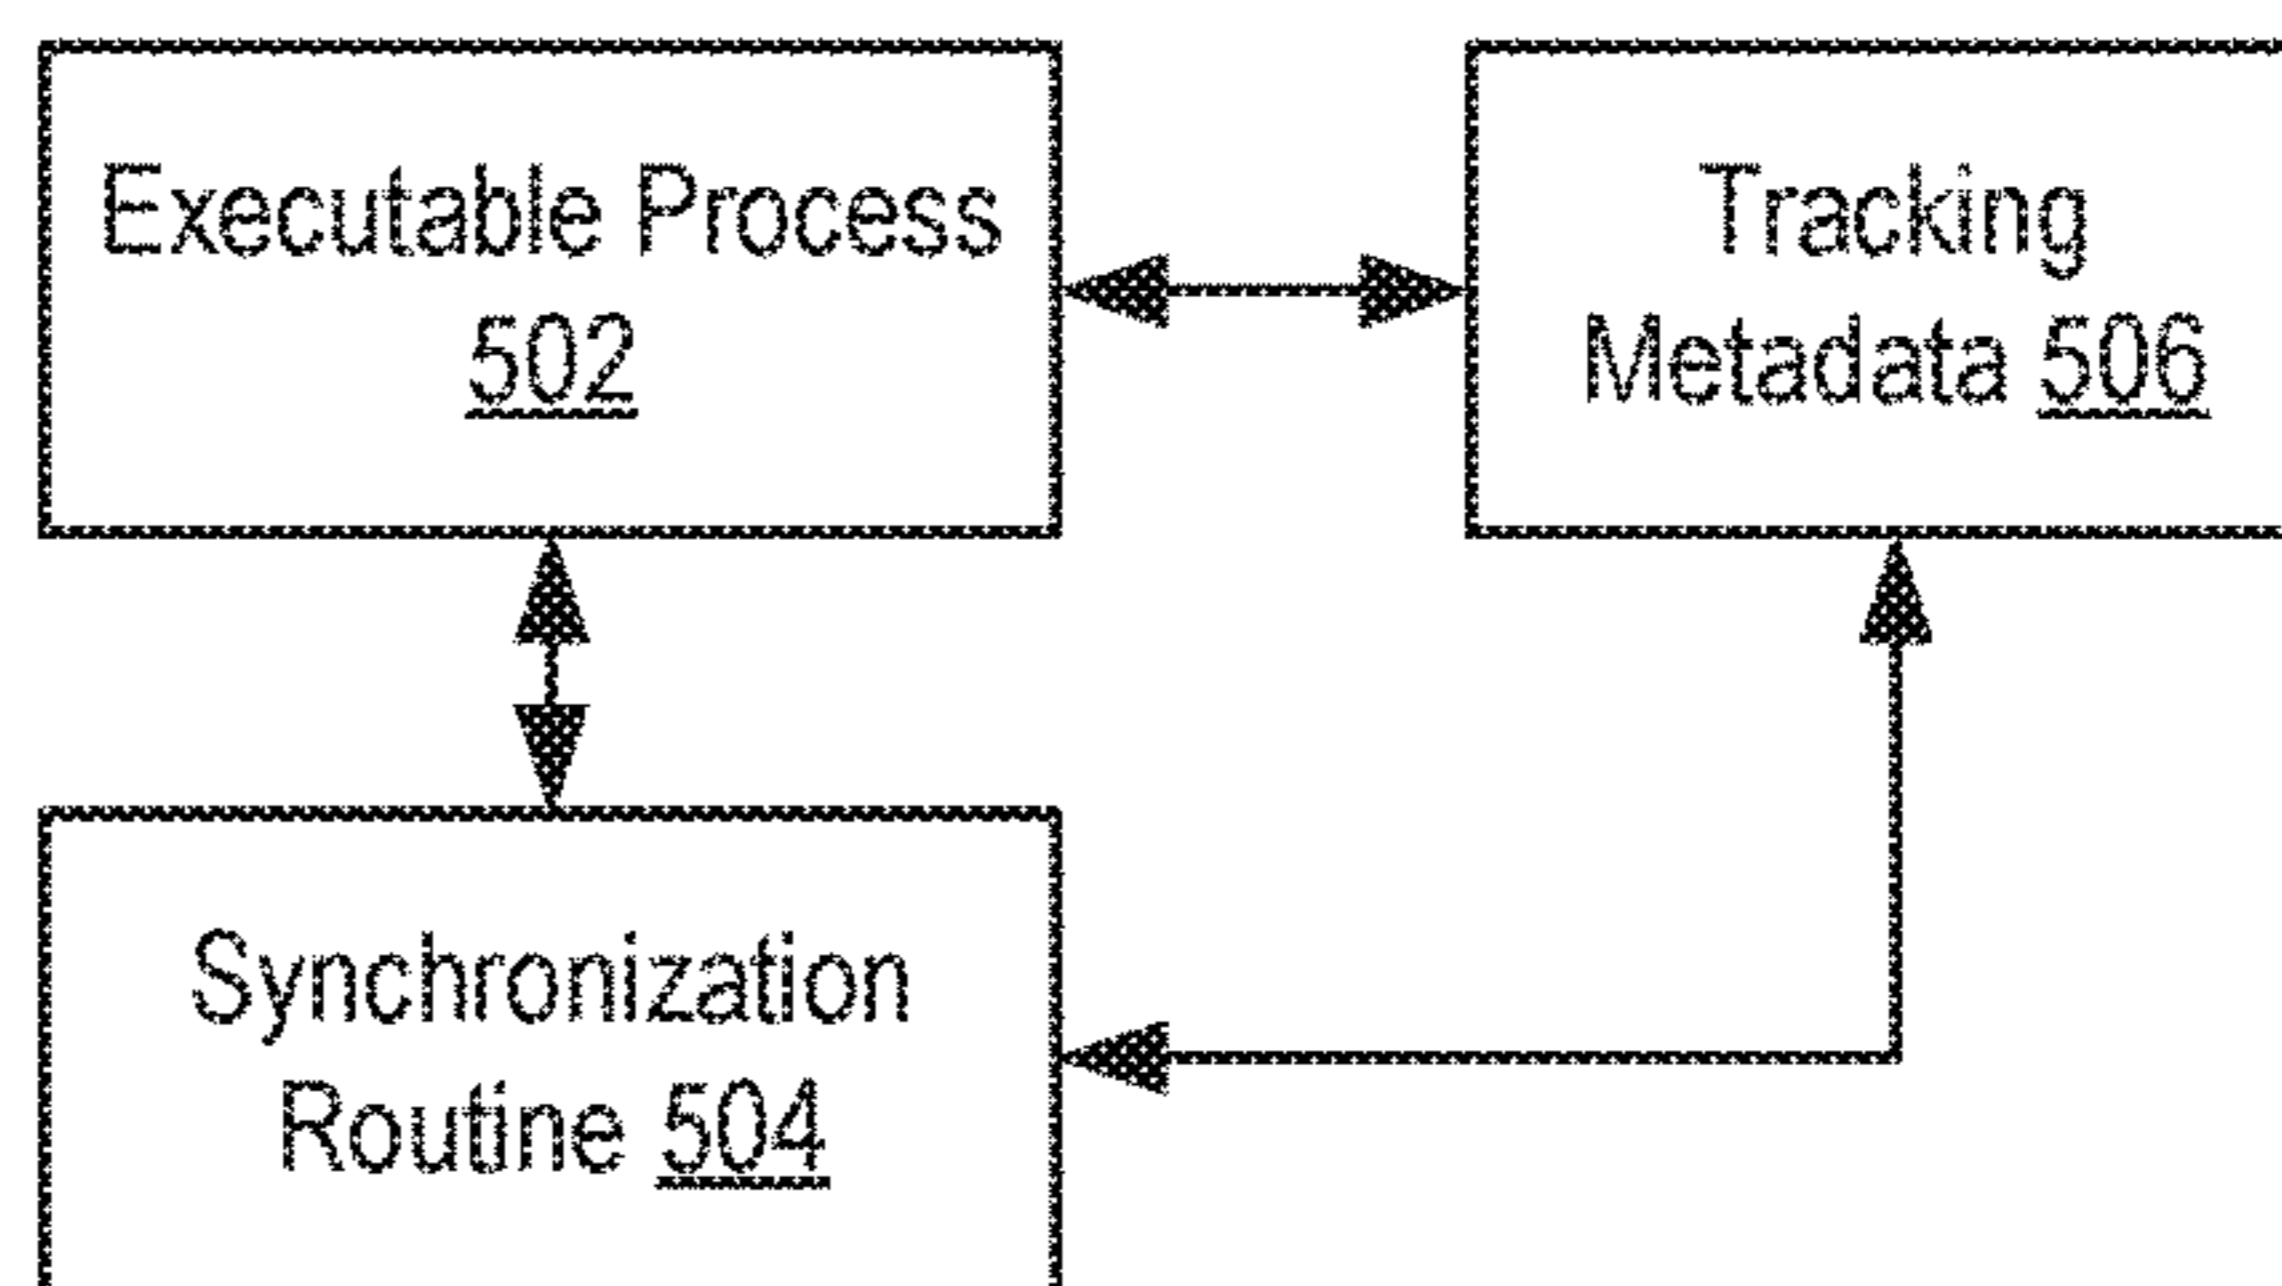 Executable Process
502
Tracking
Metadata 506
Synchronization
Routine 504